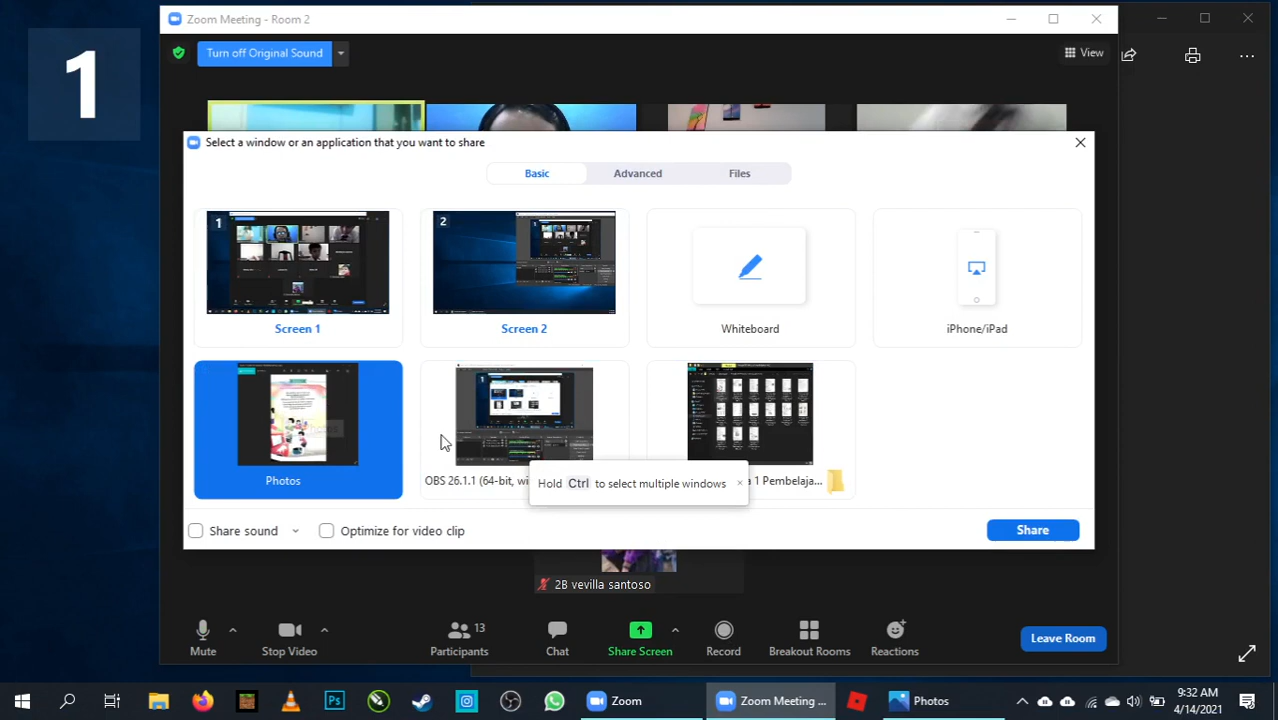 1
Zoom Meeting - Room 2
Turn off Original Sound
View
Select a window or an application that you want to share
Basic
Advanced
Files
1
2
Screen 1
Screen 2
Whiteboard
iPhone/iPad
Photos
OBS 26.1.1 (64-bit, wi
a 1 Pembelaja...
Hold Ctrl to select multiple windows
Share sound
Optimize for video clip
Share
2B vevilla santoso
Mute
Stop Video
Participants
13
Chat
Share Screen
Record
Breakout Rooms
Reactions
Leave Room
Ps
Zoom
Zoom Meeting ...
Photos
9:32 AM
4/14/2021